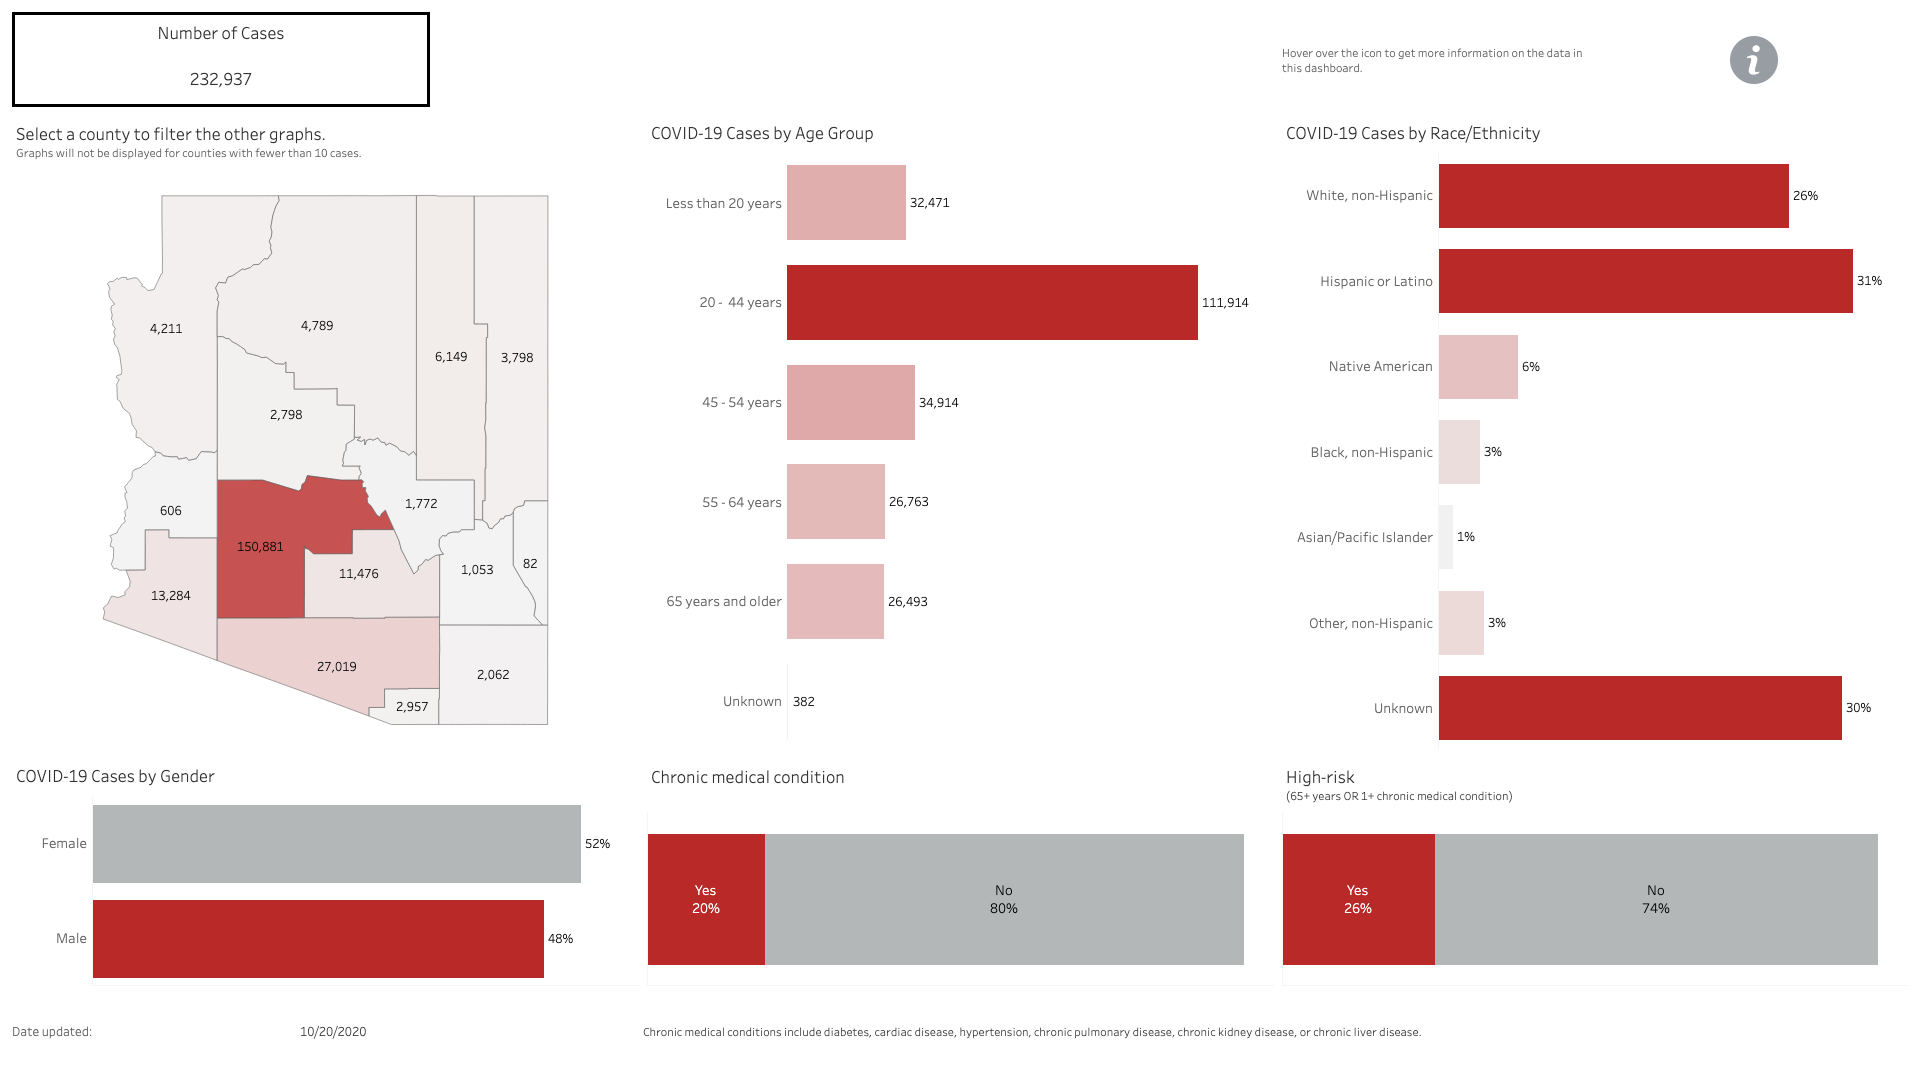 Number of Cases
232,937
Hover over the icon to get more information on the data in
this dashboard.
i
Select a county to filter the other graphs.
Graphs will not be displayed for counties with fewer than 10 cases.
4,211
4,789
6,149
3,798
2,798
606
1,772
150,881
11,476
1,053
82
13,284
27,019
2,062
2,957
COVID-19 Cases by Age Group
Less than 20 years 32,471
20 - 44 years 111,914
45 - 54 years 34,914
55 - 64 years 26,763
65 years and older 26,493
Unknown 382
COVID-19 Cases by Race/Ethnicity
White, non-Hispanic 26%
Hispanic or Latino 31%
Native American 6%
Black, non-Hispanic 3%
Asian/Pacific Islander 1%
Other, non-Hispanic 3%
Unknown 30%
COVID-19 Cases by Gender
Female 52%
Male 48%
Chronic medical condition
Yes
20%
No
80%
High-risk
(65+ years OR 1+ chronic medical condition)
Yes
26%
No
74%
Date updated: 10/20/2020
Chronic medical conditions include diabetes, cardiac disease, hypertension, chronic pulmonary disease, chronic kidney disease, or chronic liver disease.